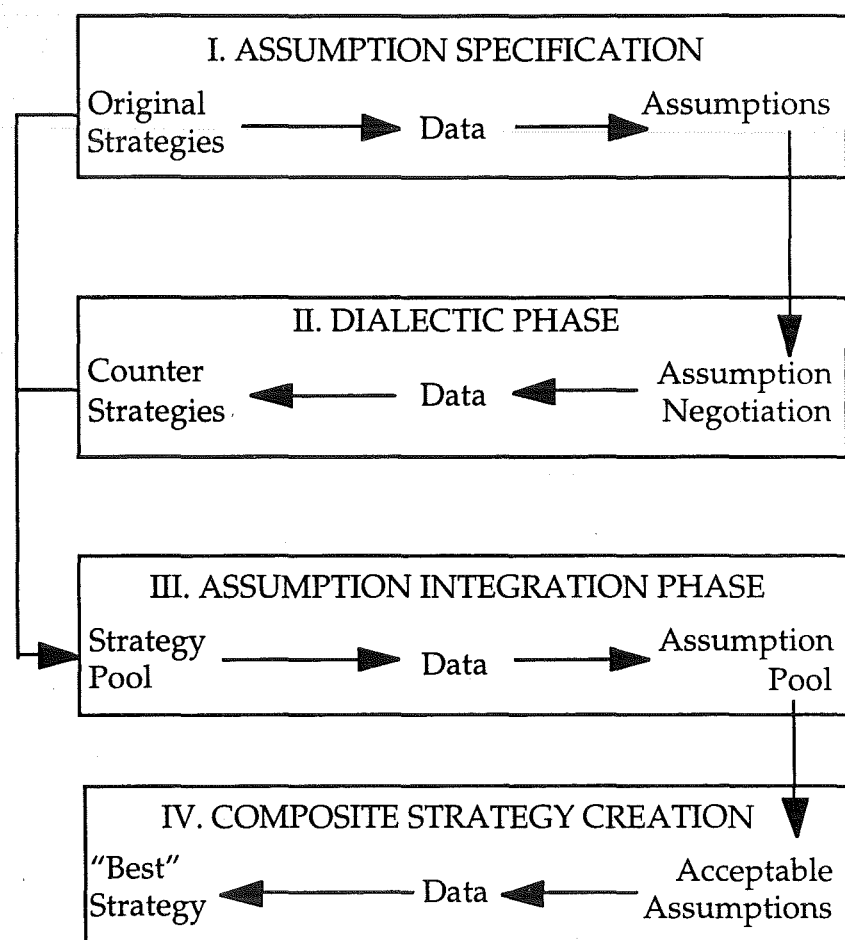 I. ASSUMPTION SPECIFICATION
Original
Strategies
Data
Assumptions
II. DIALECTIC PHASE
Counter
Strategies
Data
Assumption
Negotiation
III. ASSUMPTION INTEGRATION PHASE
Strategy
Pool
Data
Assumption
Pool
IV. COMPOSITE STRATEGY CREATION
“Best”
Strategy
Data
Acceptable
Assumptions